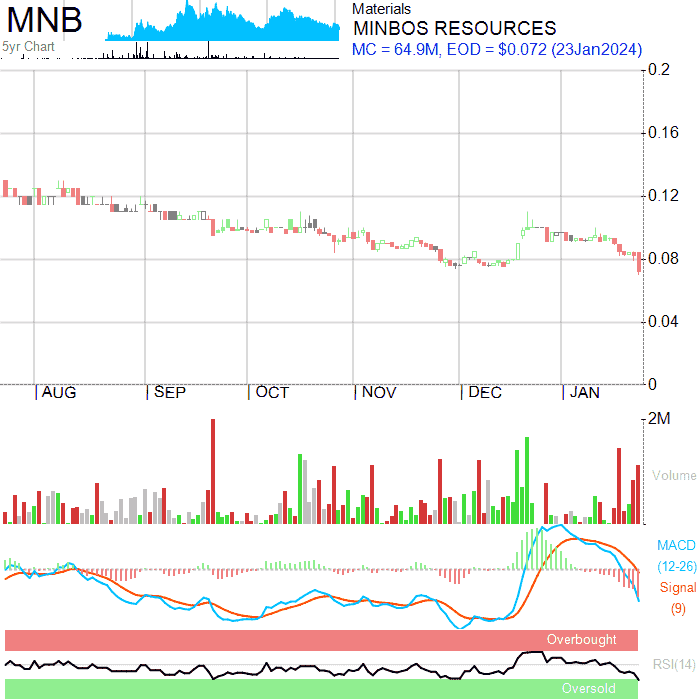 MNB
5yr Chart
Materials
MINBOS RESOURCES
MC = 64.9M, EOD = $0.072 (23Jan2024)
0.2
0.16
0.12
0.08
0.04
0
AUG SEP OCT NOV DEC JAN
2M
Volume
MACD
(12-26)
Signal
(9)
Overbought
RSI(14)
Oversold